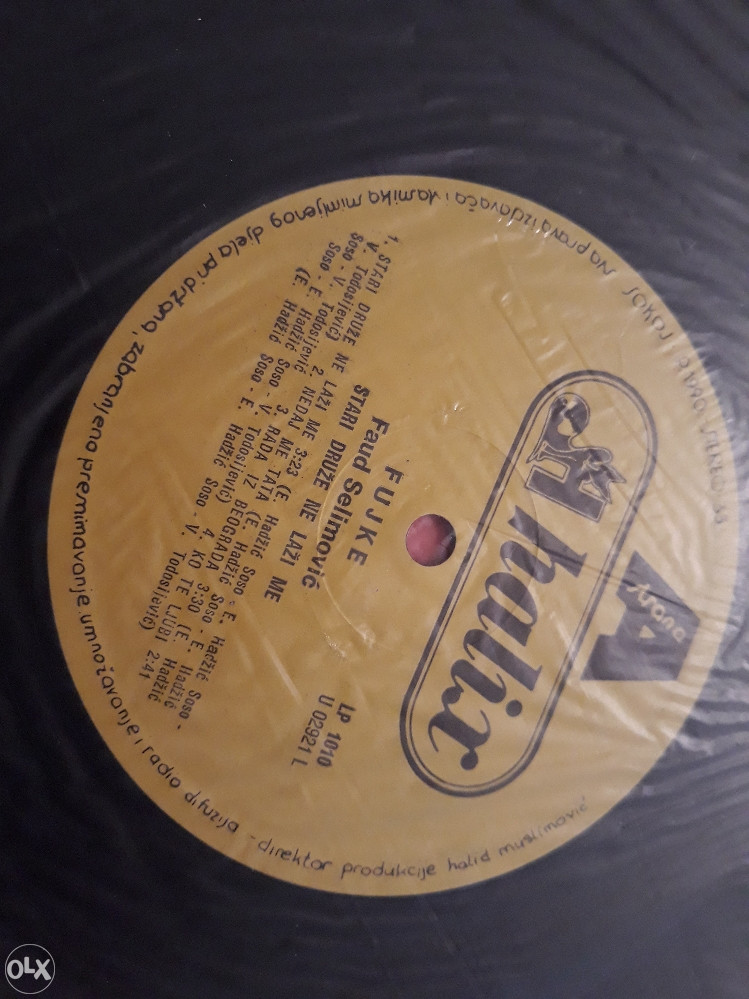 halix
LP 1010
U 02921 L
FUJKE
Faud Selimović
STARI DRUŽE NE LAŽI ME
1. STARI DRUŽE NE LAŽI ME 3:23 (E. Hadžić Soso - E. Hadžić Soso -
V. Todosijević) 2. NEDAJ ME TATA (E. Hadžić Soso - E. Hadžić
Soso - V. Todosijević) 3. RADA IZ BEOGRADA 3:30 (E. Hadžić
Soso - E. Hadžić Soso - V. Todosijević) 4. KO TE LJUBI 2:41
(E. Hadžić Soso - E. Hadžić Soso - V. Todosijević)
sva prava izdavača i vlasnika snimljenog djela pridržana, zabranjena presnimavanje, umnožavanje i radio difuzija - direktor produkcije halid muslimović
OLX